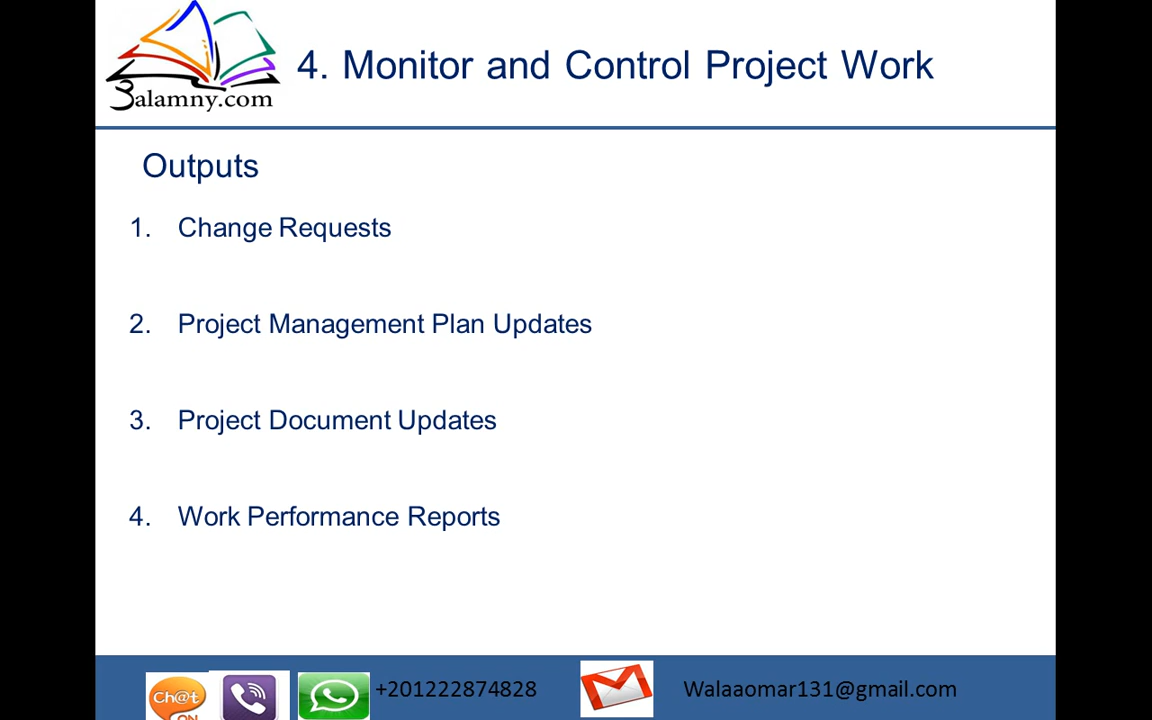 3alamny.com
4. Monitor and Control Project Work
Outputs
1. Change Requests
2. Project Management Plan Updates
3. Project Document Updates
4. Work Performance Reports
Ch@t
ON
+201222874828
Walaaomar131@gmail.com